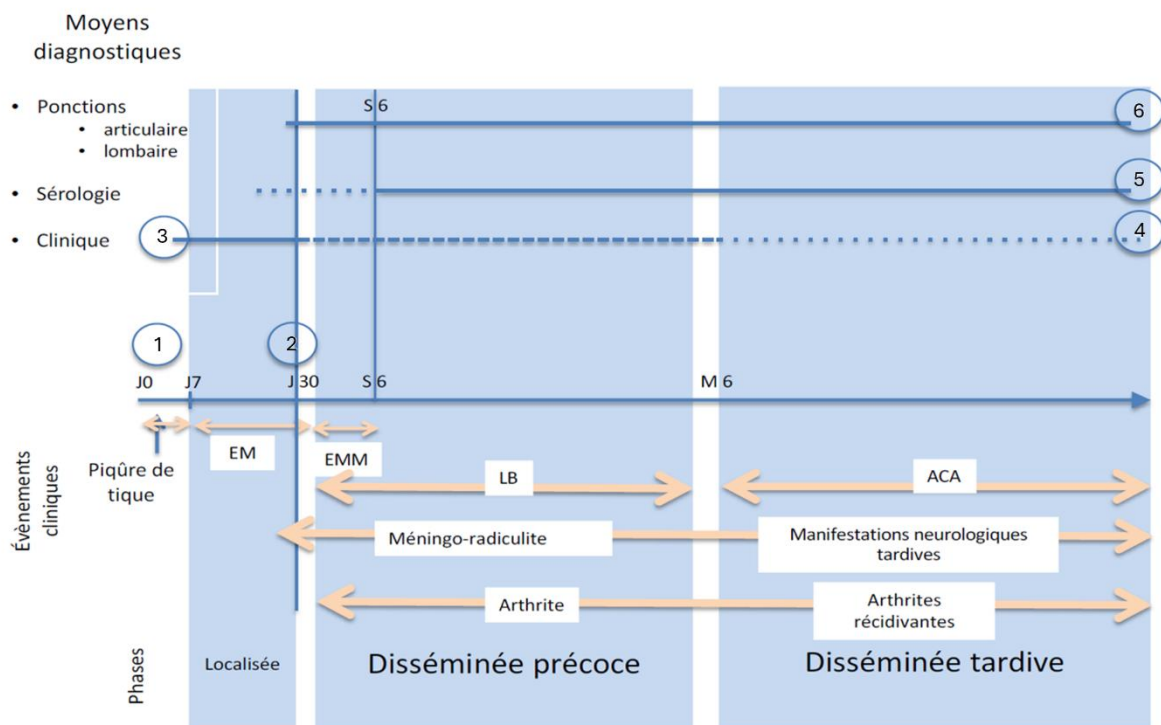 Moyens
diagnostiques
• Ponctions
• articulaire
• lombaire
S 6
6
• Sérologie
5
• Clinique
3
4
1
2
J0
J7
J 30
S 6
M 6
Évènements
cliniques
Piqûre de
tique
EM
EMM
LB
ACA
Méningo-radiculite
Manifestations neurologiques
tardives
Arthrite
Arthrites
récidivantes
Phases
Localisée
Disséminée précoce
Disséminée tardive